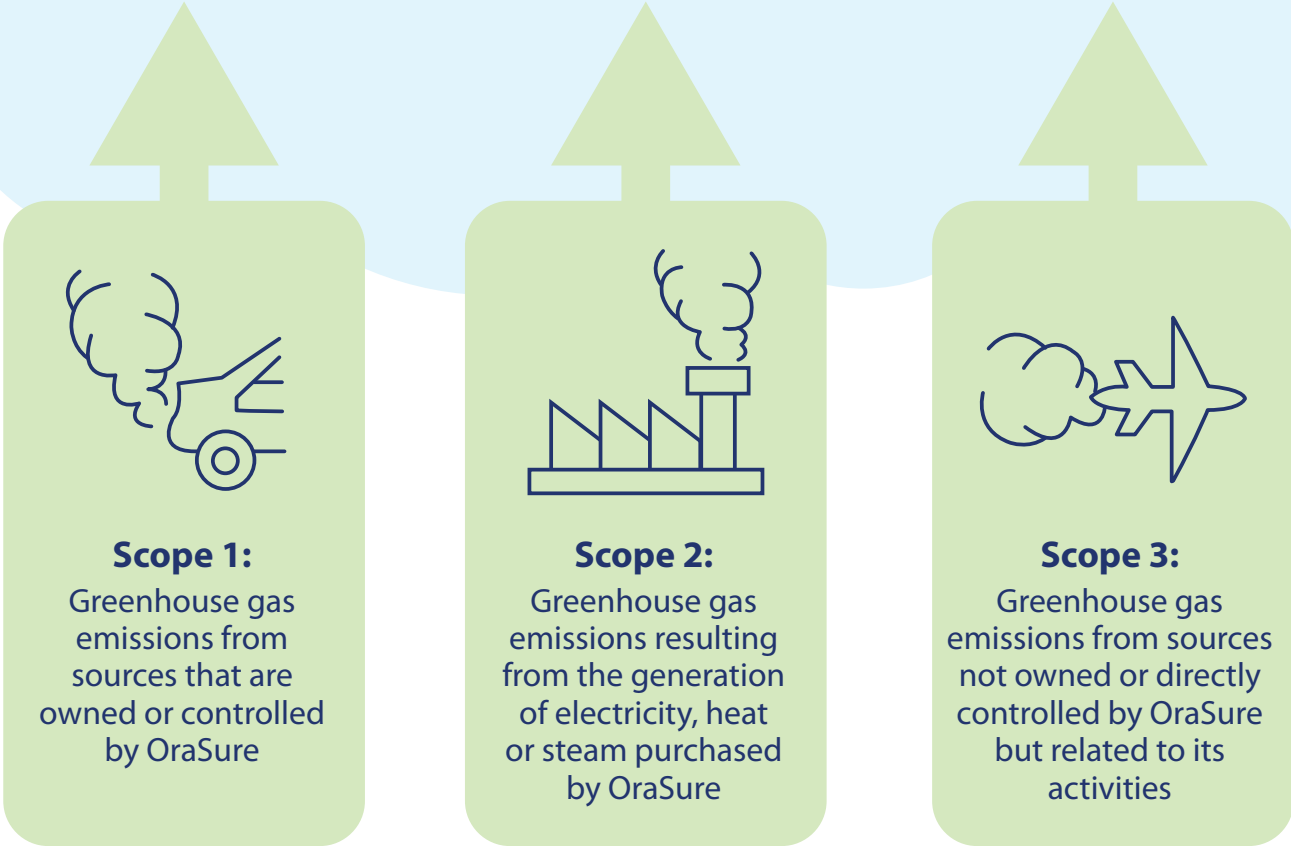 Scope 1:
Greenhouse gas
emissions from
sources that are
owned or controlled
by OraSure
Scope 2:
Greenhouse gas
emissions resulting
from the generation
of electricity, heat
or steam purchased
by OraSure
Scope 3:
Greenhouse gas
emissions from sources
not owned or directly
controlled by OraSure
but related to its
activities